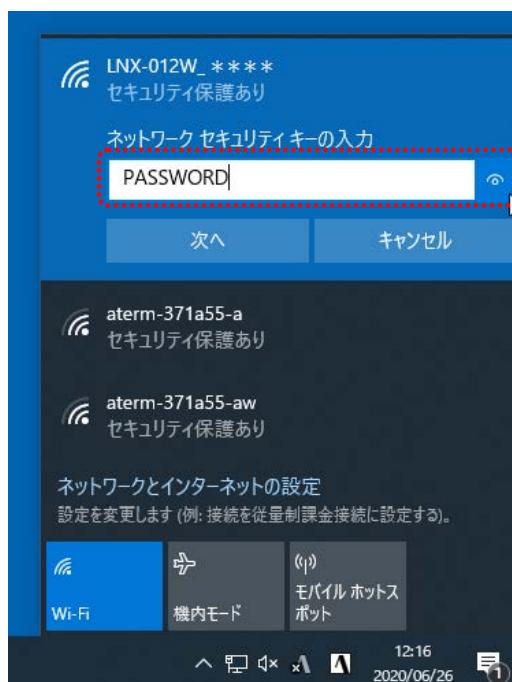 LNX-012W_＊＊＊＊
セキュリティ保護あり
ネットワーク セキュリティ キーの入力
PASSWORD
次へ
キャンセル
aterm-371a55-a
セキュリティ保護あり
aterm-371a55-aw
セキュリティ保護あり
ネットワークとインターネットの設定
設定を変更します (例: 接続を従量制課金接続に設定する)。
Wi-Fi
機内モード
モバイル ホットス
ポット
12:16
2020/06/26
1